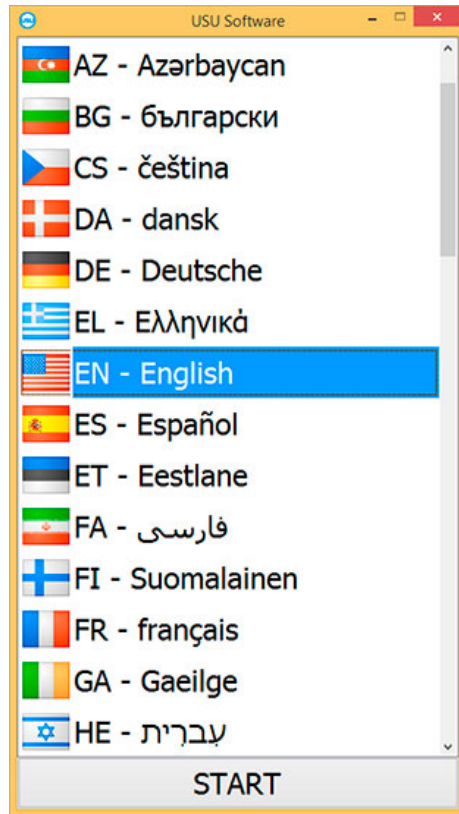 USU Software
AZ - Azərbaycan
BG - български
CS - čeština
DA - dansk
DE - Deutsche
EL - Ελληνικά
EN - English
ES - Español
ET - Eestlane
FA - فارسی
FI - Suomalainen
FR - français
GA - Gaeilge
HE - עִברִית
START